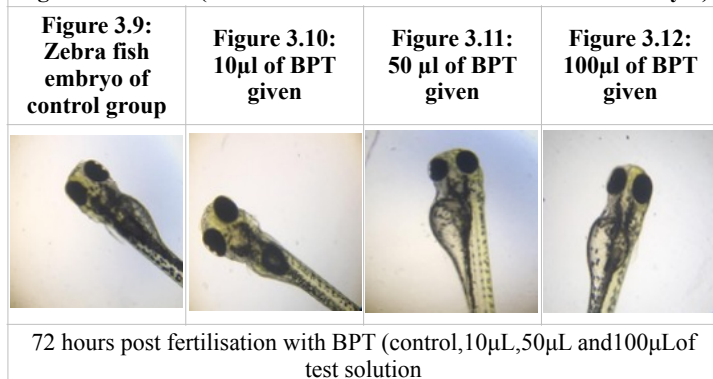 Figure 3.9:
Zebra fish
embryo of
control group
Figure 3.10:
10µl of BPT
given
Figure 3.11:
50 µl of BPT
given
Figure 3.12:
100µl of BPT
given
72 hours post fertilisation with BPT (control,10µL,50µL and100µLof
test solution